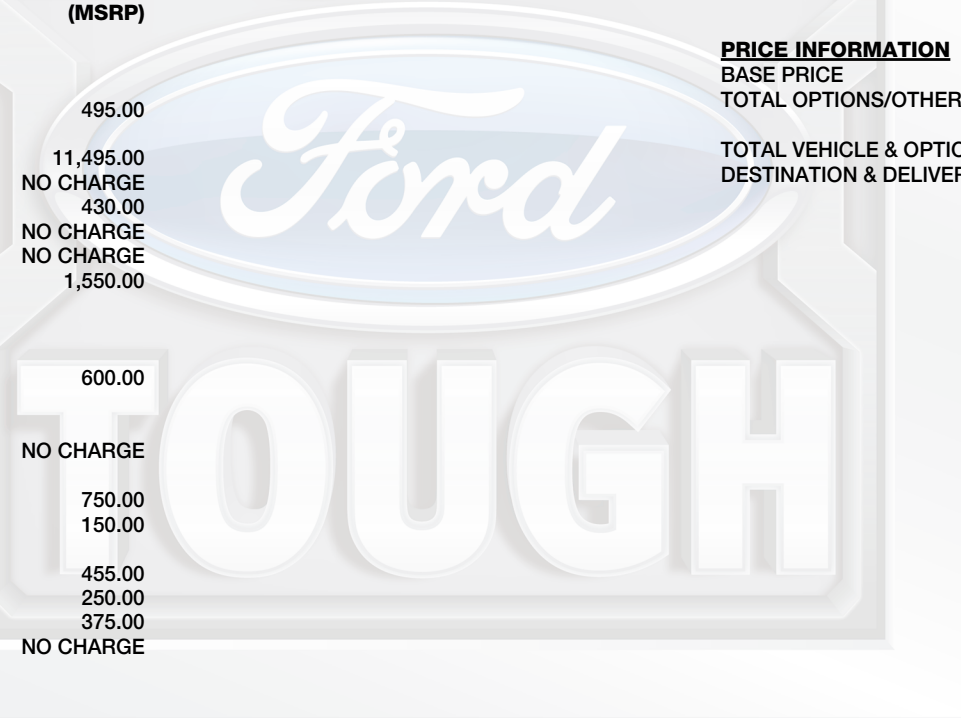 (MSRP)
495.00
11,495.00
NO CHARGE
430.00
NO CHARGE
NO CHARGE
1,550.00
600.00
NO CHARGE
750.00
150.00
455.00
250.00
375.00
NO CHARGE
PRICE INFORMATION
BASE PRICE
TOTAL OPTIONS/OTHER
TOTAL VEHICLE & OPTIO
DESTINATION & DELIVER
Ford
TOUGH